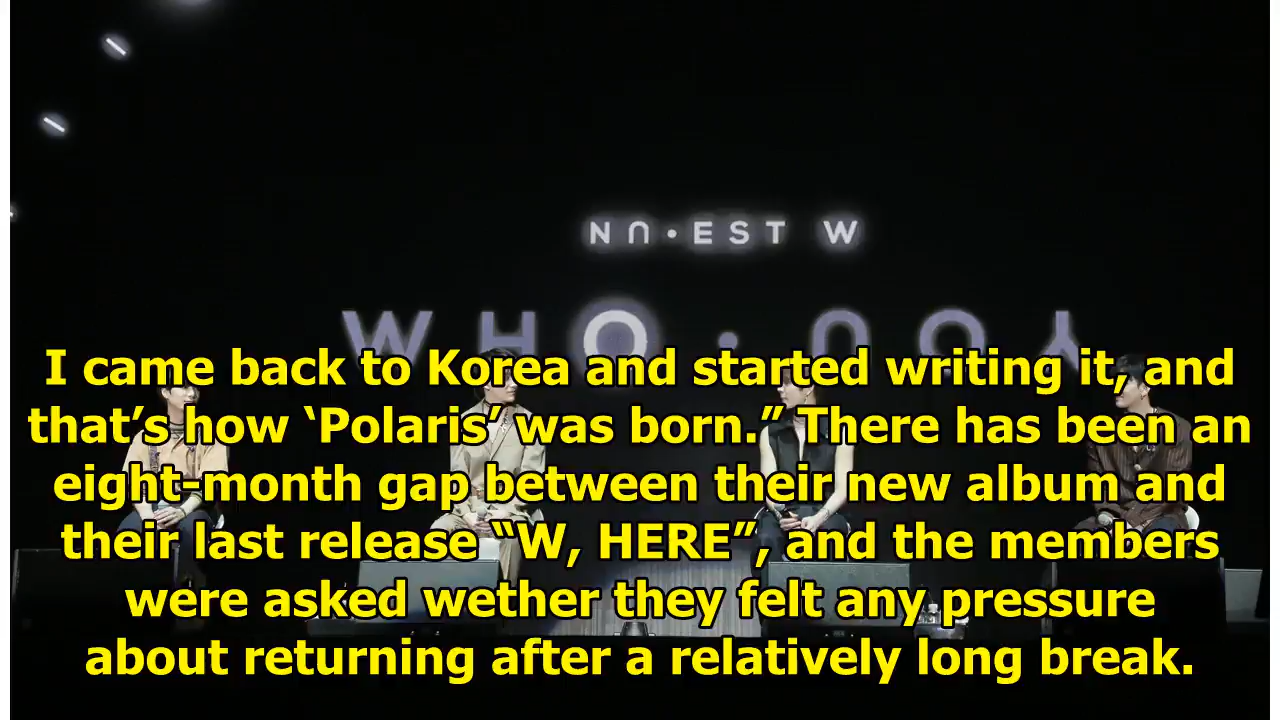 NU•EST W
WHO•YOU
I came back to Korea and started writing it, and
that’s how ‘Polaris’ was born.” There has been an
eight-month gap between their new album and
their last release “W, HERE”, and the members
were asked wether they felt any pressure
about returning after a relatively long break.